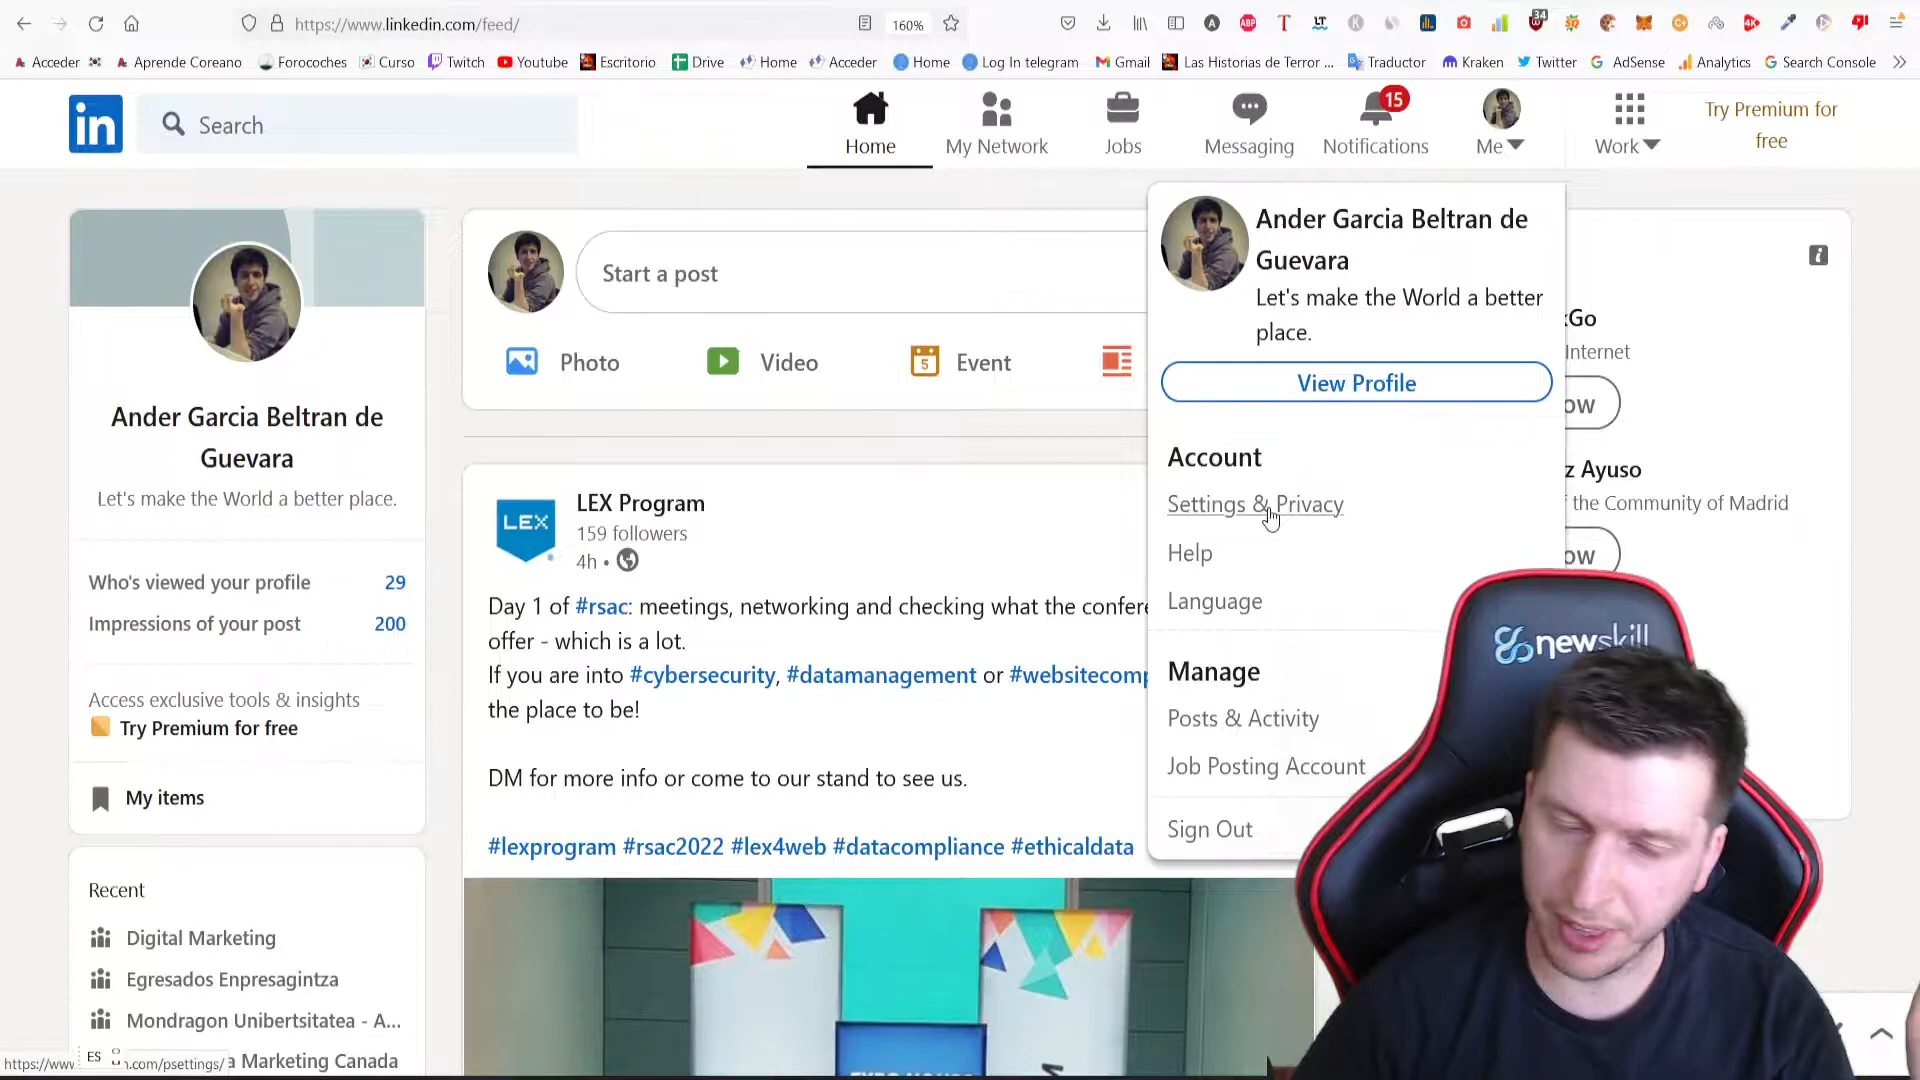 https://www.linkedin.com/feed/
160%
34
Acceder
Aprende Coreano
Forocoches
Curso
Twitch
Youtube
Escritorio
Drive
Home
Acceder
Home
Log In telegram
Gmail
Las Historias de Terror ...
Traductor
Kraken
Twitter
AdSense
Analytics
Search Console
in
Search
Home
My Network
Jobs
Messaging
15
Notifications
Me
Work
Try Premium for
free
Ander Garcia Beltran de
Guevara
Let's make the World a better place.
Who's viewed your profile 29
Impressions of your post 200
Access exclusive tools & insights
Try Premium for free
My items
Recent
Digital Marketing
Egresados Enpresagintza
Mondragon Unibertsitatea - A...
a Marketing Canada
Start a post
Photo
Video
5
Event
LEX
LEX Program
159 followers
4h •
Day 1 of #rsac: meetings, networking and checking what the confere
offer - which is a lot.
If you are into #cybersecurity, #datamanagement or #websitecomp
the place to be!
DM for more info or come to our stand to see us.
#lexprogram #rsac2022 #lex4web #datacompliance #ethicaldata
Ander Garcia Beltran de
Guevara
Let's make the World a better
place.
View Profile
Account
Settings & Privacy
Help
Language
Manage
Posts & Activity
Job Posting Account
Sign Out
Go
Internet
ow
z Ayuso
f the Community of Madrid
ow
newskill
ES
https://www
n.com/psettings/